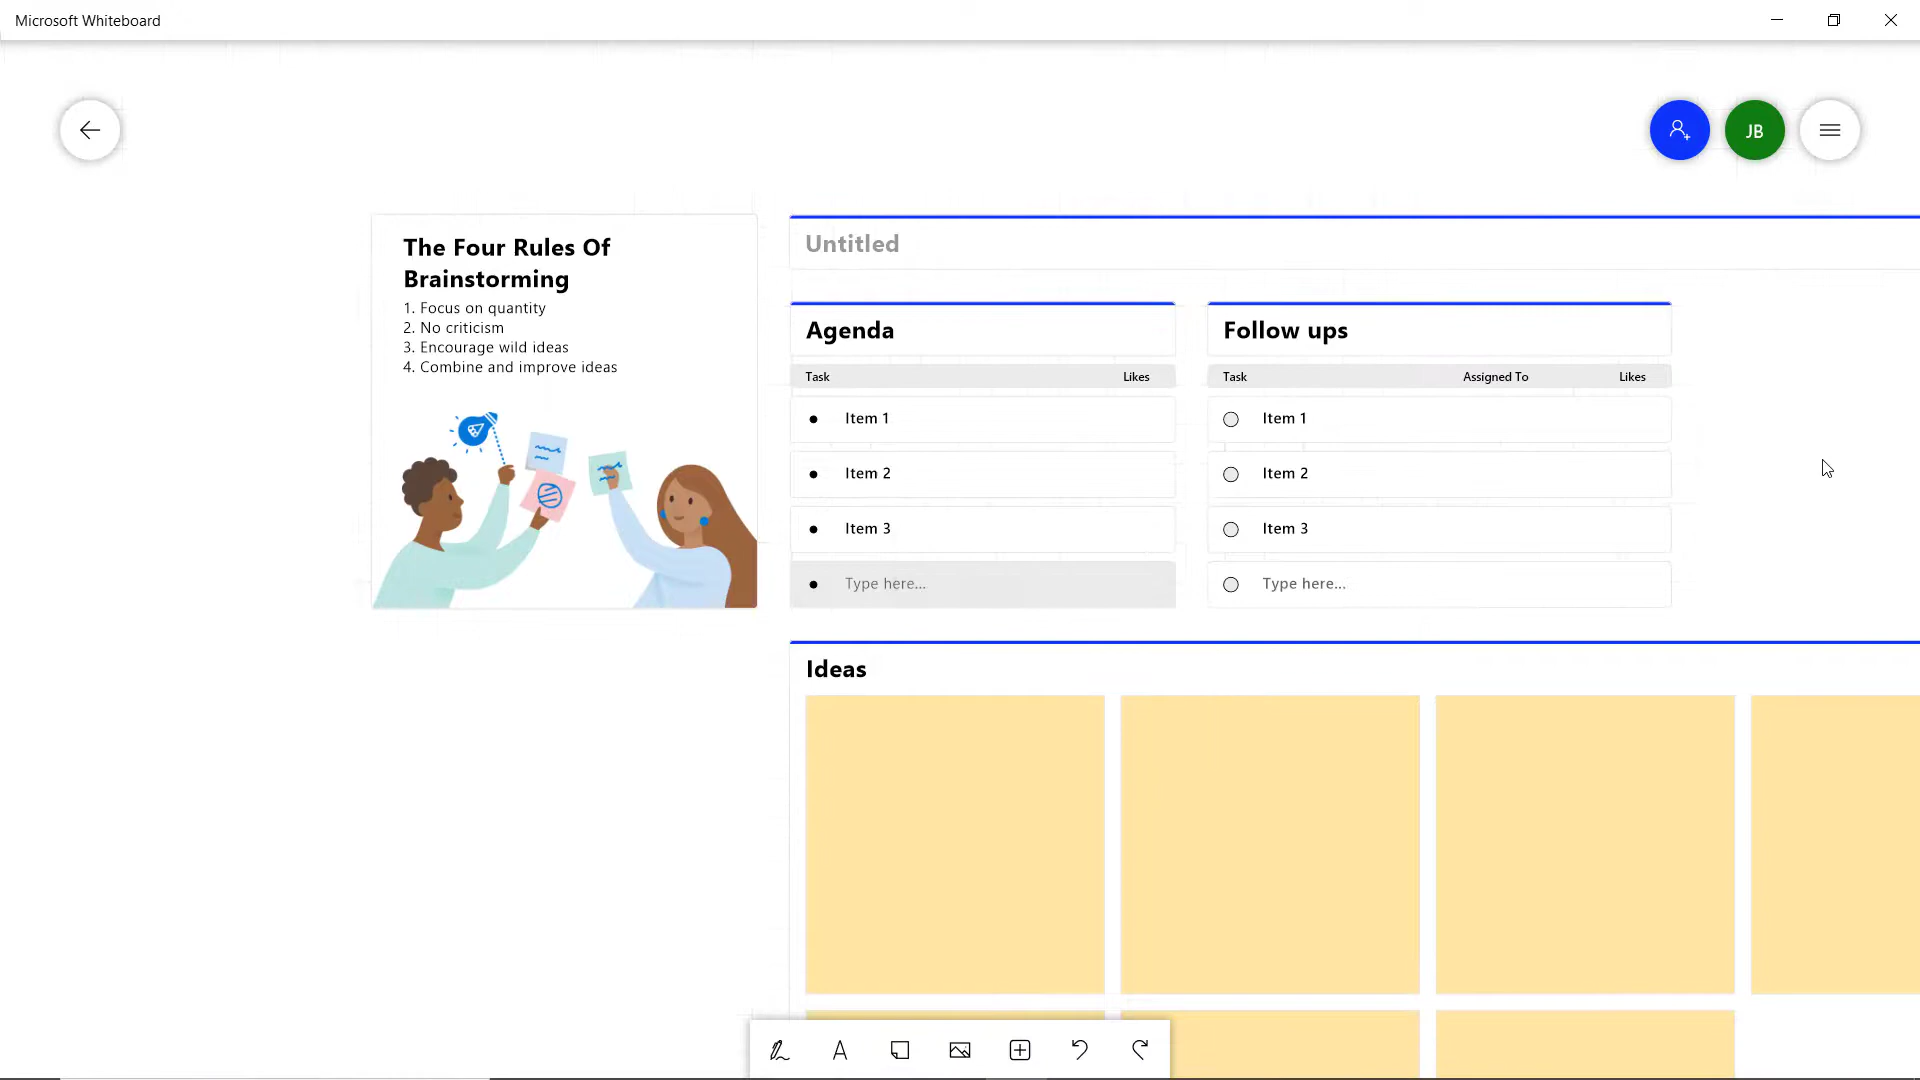 Microsoft Whiteboard
JB
The Four Rules Of
Brainstorming
1. Focus on quantity
2. No criticism
3. Encourage wild ideas
4. Combine and improve ideas
Untitled
Agenda
Task Likes
Item 1
Item 2
Item 3
Type here...
Follow ups
Task Assigned To Likes
Item 1
Item 2
Item 3
Type here...
Ideas